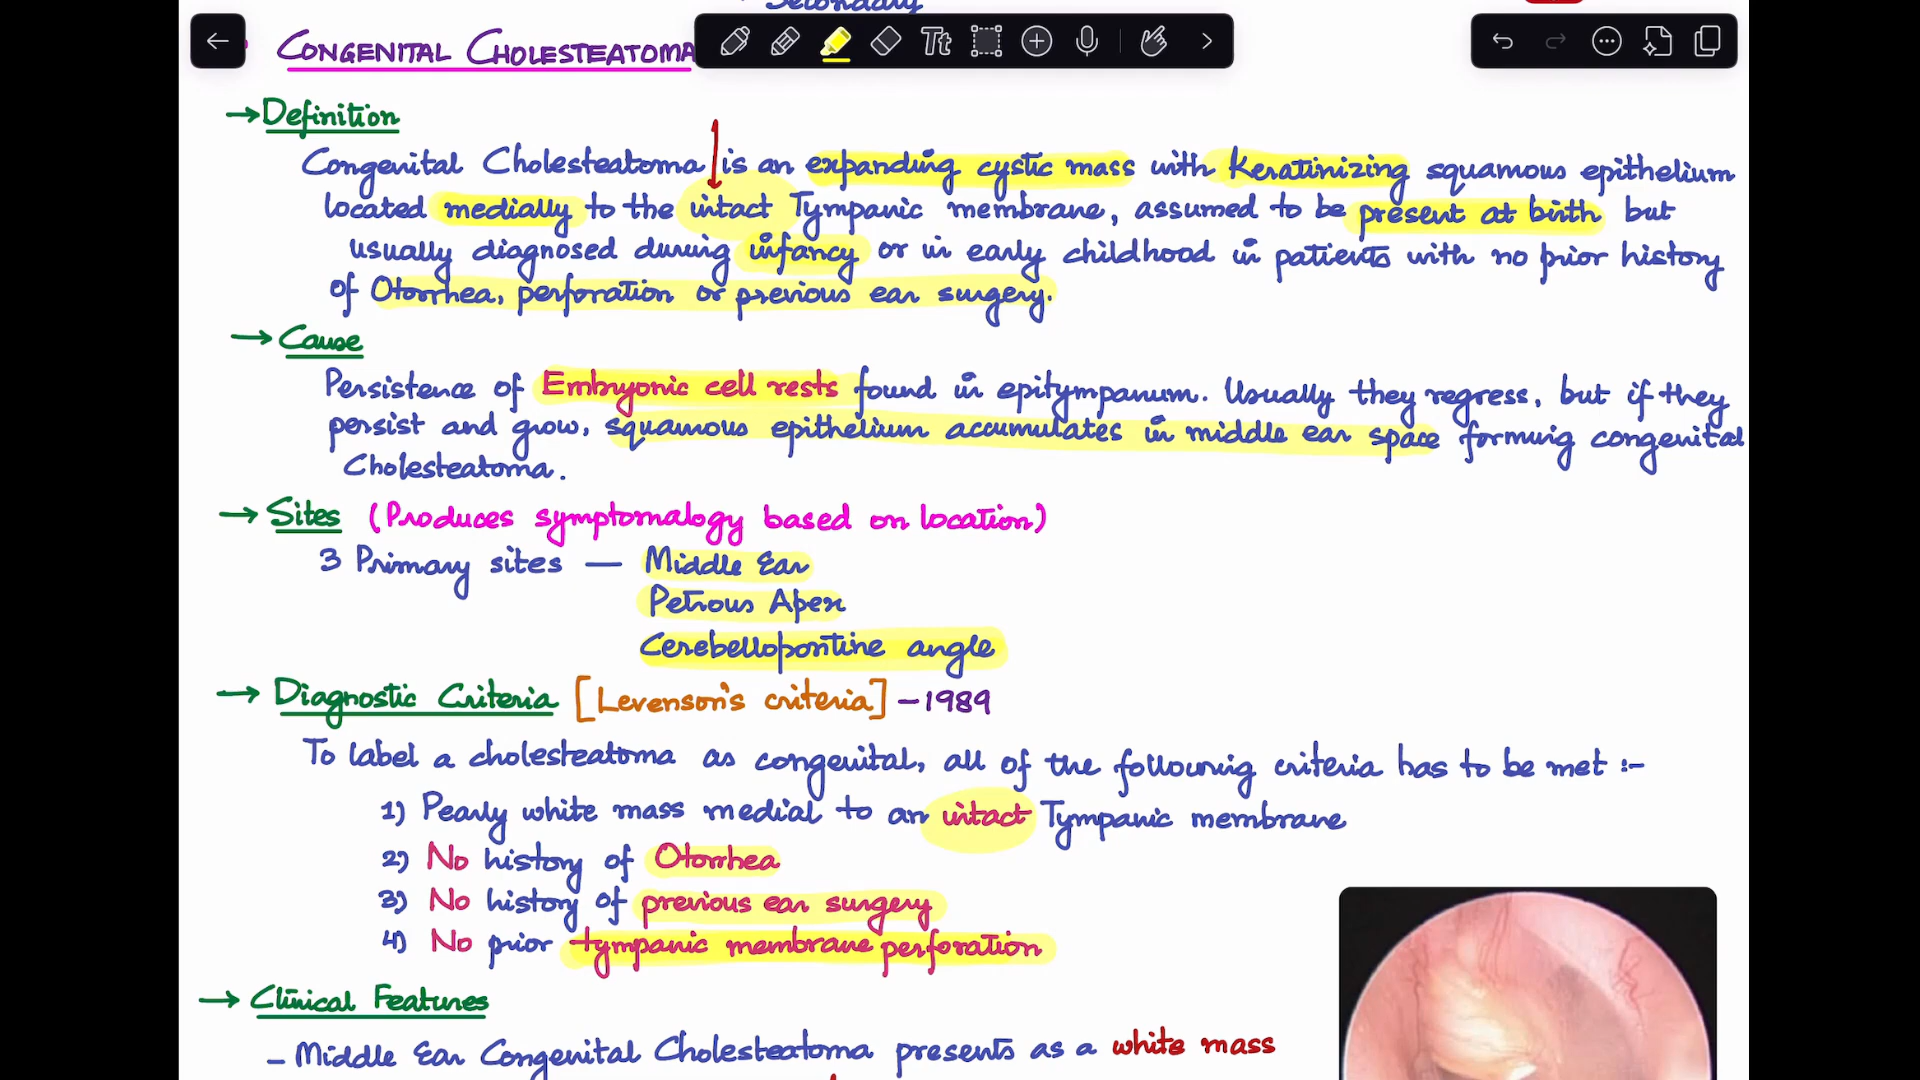 Secondary
CONGENITAL CHOLESTEATOMA
Tt
→ Definition
Congenital Cholesteatoma is an expanding cystic mass with Keratinizing squamous epithelium
located medially to the intact Tympanic membrane, assumed to be present at birth but
usually diagnosed during infancy or in early childhood in patients with no prior history
of Otorrhea, perforation or previous ear surgery.
→ Cause
Persistence of Embryonic cell rests found in epitympanum. Usually they regress, but if they
persist and grow, squamous epithelium accumulates in middle ear space forming congenital
Cholesteatoma.
→ Sites (Produces symptomalogy based on location)
3 Primary sites — Middle Ear
Petrous Apex
Cerebellopontine angle
→ Diagnostic Criteria [Levenson's criteria] - 1989
To label a cholesteatoma as congenital, all of the following criteria has to be met :-
1) Pearly white mass medial to an intact Tympanic membrane
2) No history of Otorrhea
3) No history of previous ear surgery
4) No prior tympanic membrane perforation
→ Clinical Features
- Middle Ear Congenital Cholesteatoma presents as a white mass